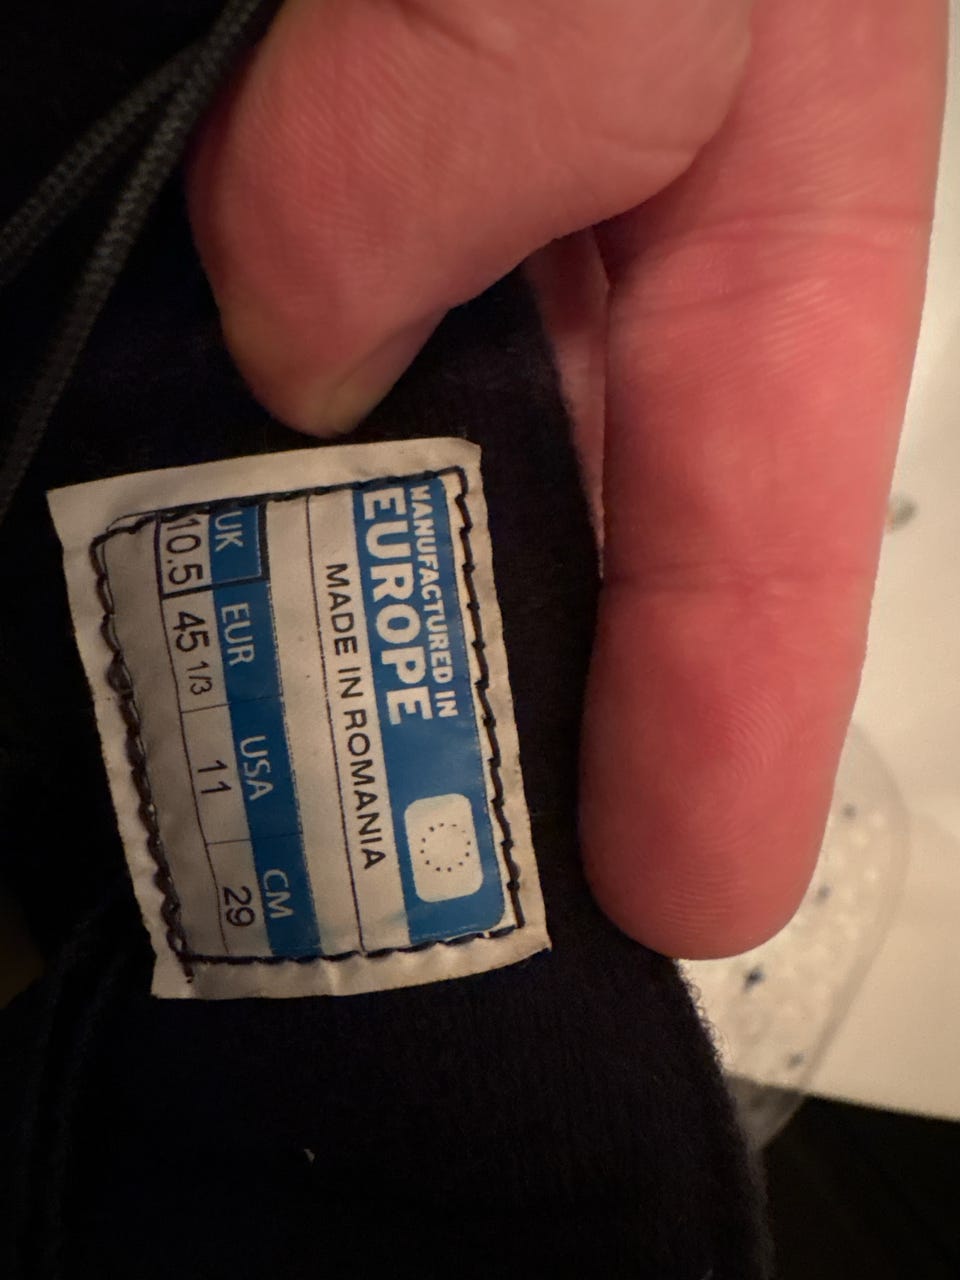 MANUFACTURED IN
EUROPE
MADE IN ROMANIA
UK EUR USA CM
10.5 45 1/3 11 29